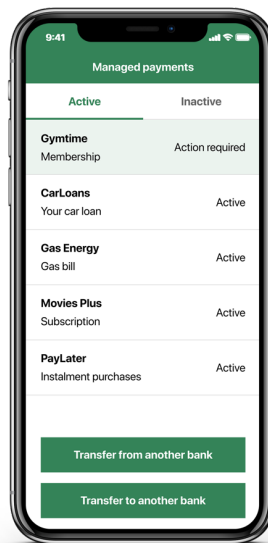 9:41
Managed payments
Active Inactive
Gymtime
Membership
Action required
CarLoans
Your car loan
Active
Gas Energy
Gas bill
Active
Movies Plus
Subscription
Active
PayLater
Instalment purchases
Active
Transfer from another bank
Transfer to another bank